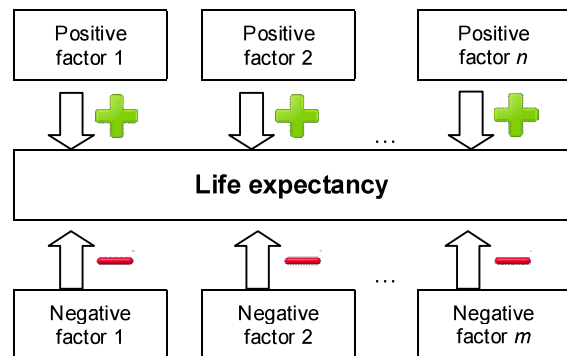 Positive factor 1
Positive factor 2
Positive factor n
...
Life expectancy
...
Negative factor 1
Negative factor 2
Negative factor m